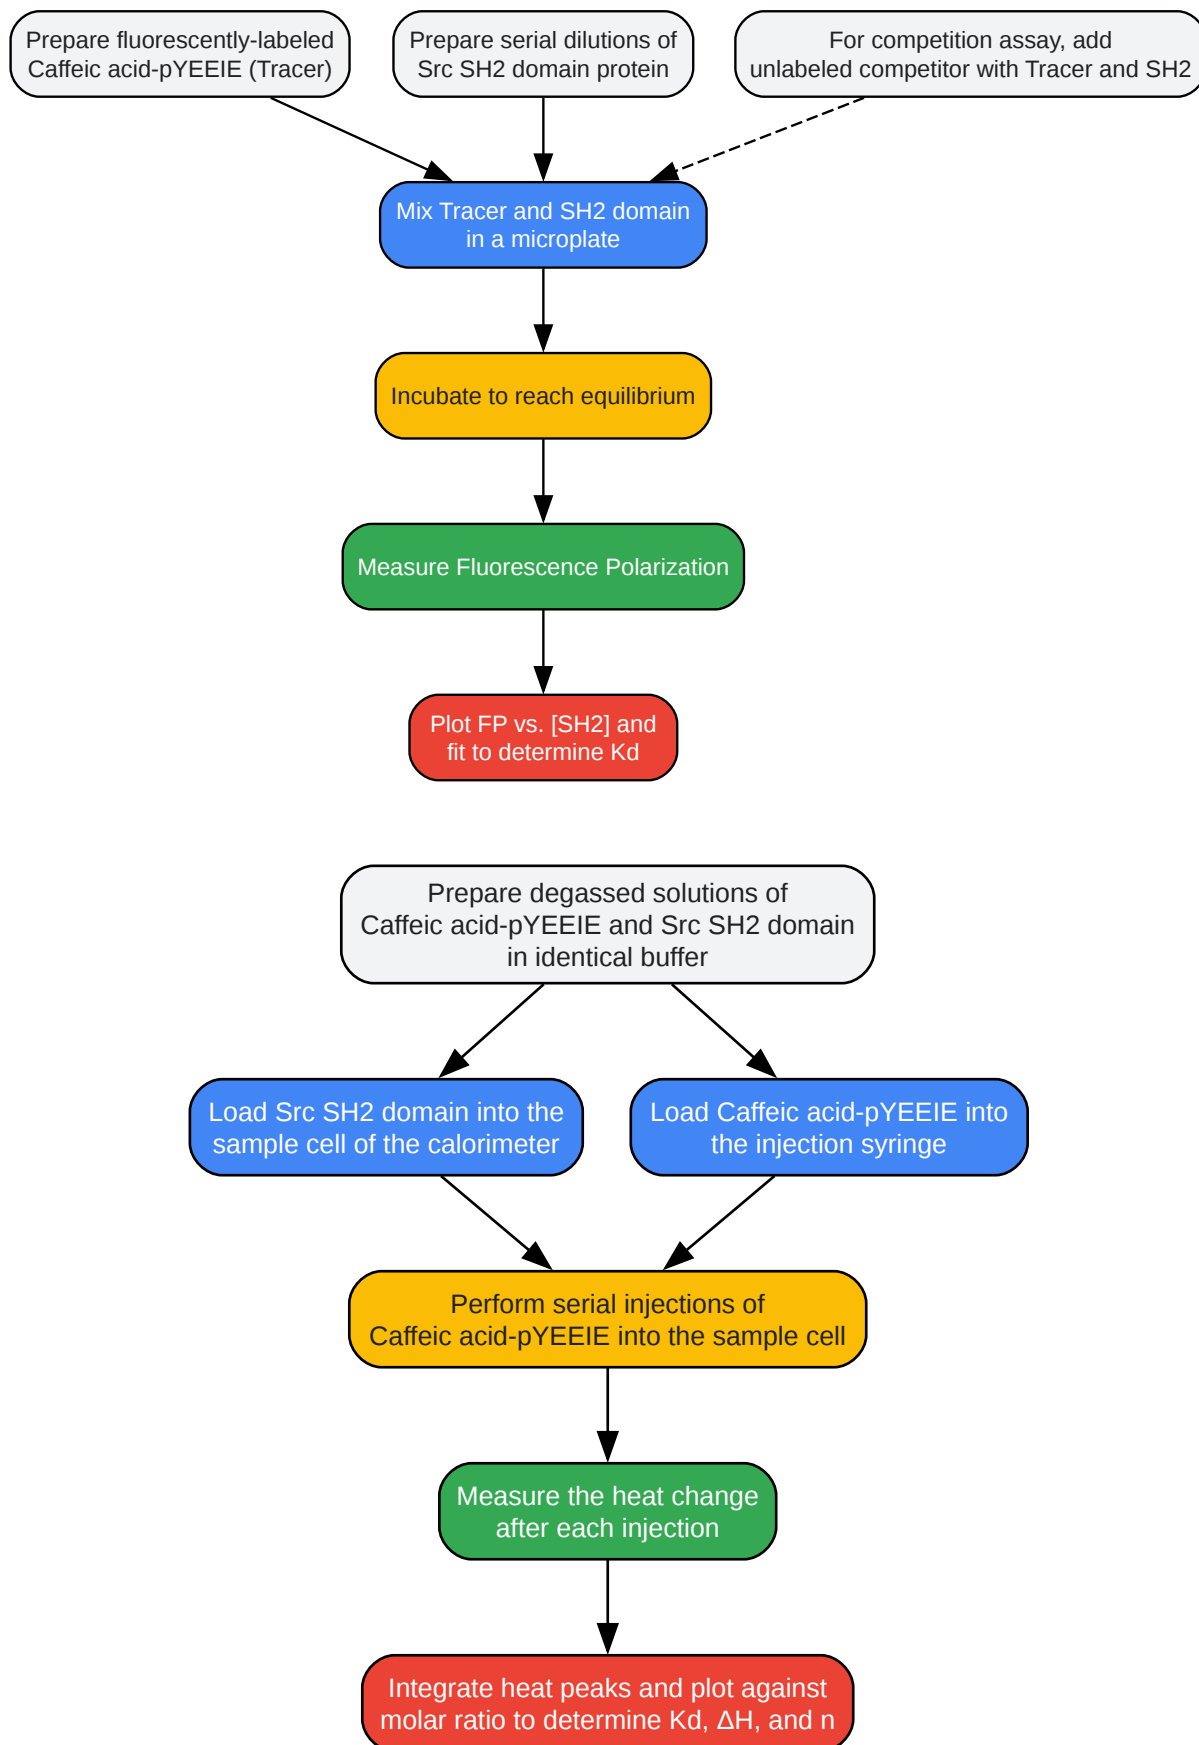 Prepare fluorescently-labeled
Caffeic acid-pYEEIE (Tracer)
Prepare serial dilutions of
Src SH2 domain protein
For competition assay, add
unlabeled competitor with Tracer and SH2
Mix Tracer and SH2 domain
in a microplate
Incubate to reach equilibrium
Measure Fluorescence Polarization
Plot FP vs. [SH2] and
fit to determine Kd
Prepare degassed solutions of
Caffeic acid-pYEEIE and Src SH2 domain
in identical buffer
Load Src SH2 domain into the
sample cell of the calorimeter
Load Caffeic acid-pYEEIE into
the injection syringe
Perform serial injections of
Caffeic acid-pYEEIE into the sample cell
Measure the heat change
after each injection
Integrate heat peaks and plot against
molar ratio to determine Kd, ΔH, and n